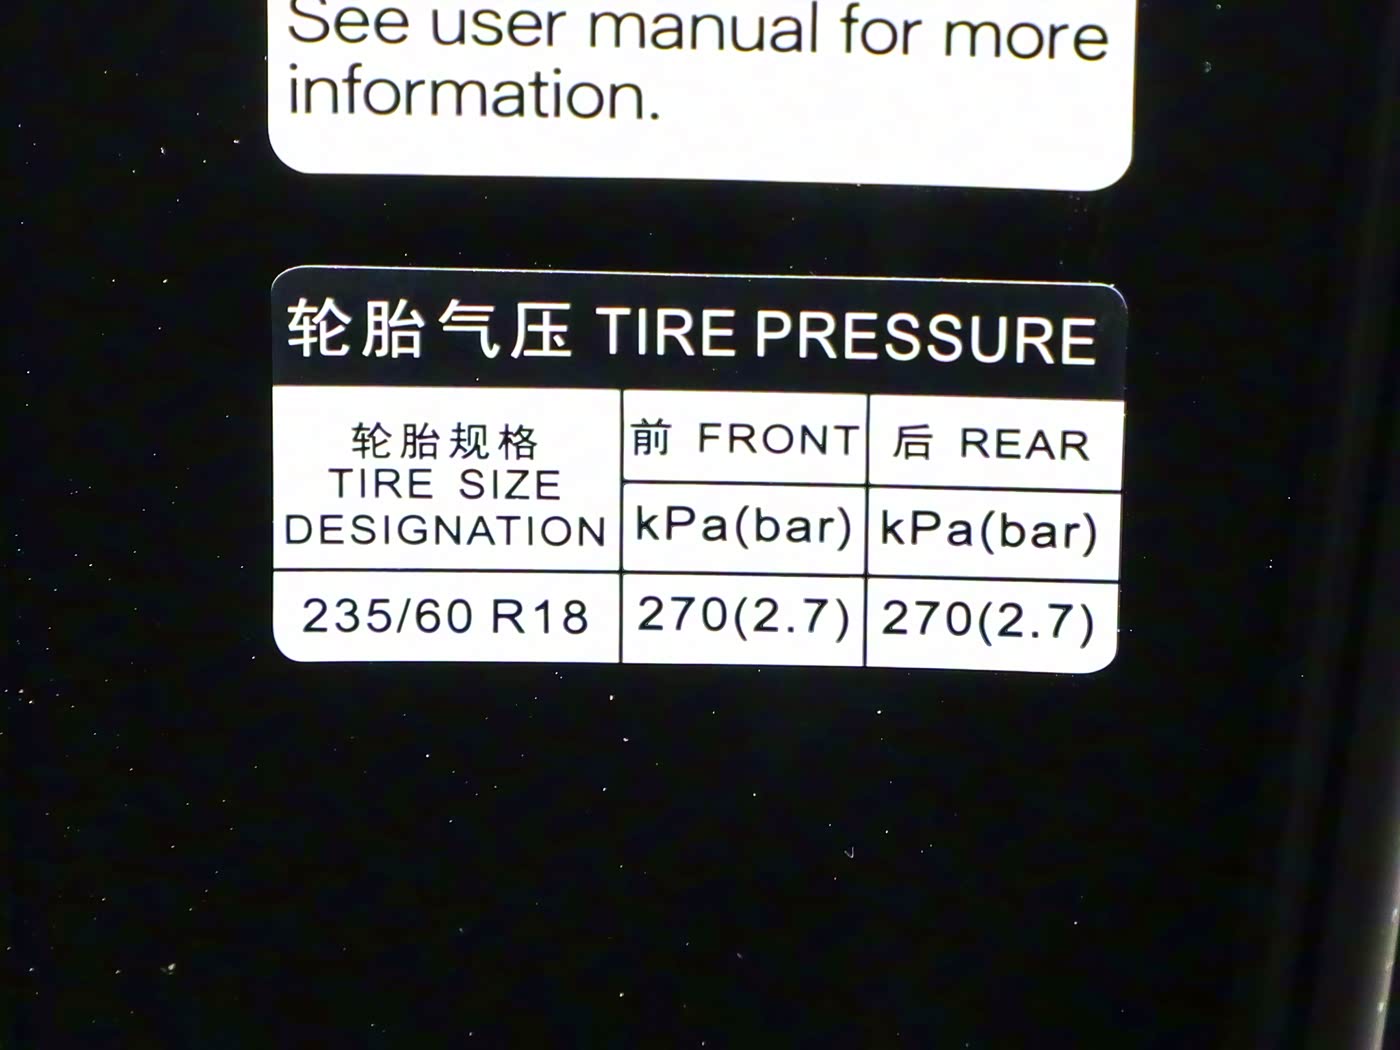 See user manual for more
information.
轮胎气压 TIRE PRESSURE
轮胎规格
TIRE SIZE
DESIGNATION
前 FRONT
后 REAR
kPa(bar)
kPa(bar)
235/60 R18
270(2.7)
270(2.7)